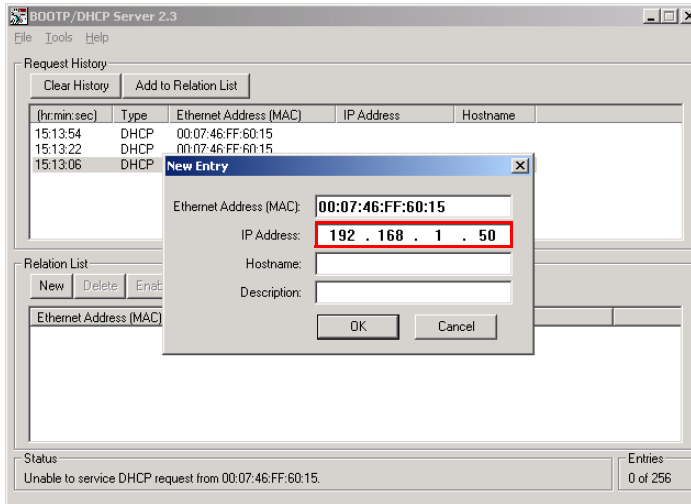 BOOTP/DHCP Server 2.3
File Tools Help
Request History
Clear History Add to Relation List
(hr:min:sec) Type Ethernet Address (MAC) IP Address Hostname
15:13:54 DHCP 00:07:46:FF:60:15
15:13:22 DHCP 00:07:46:FF:60:15
15:13:06 DHCP
New Entry
Ethernet Address (MAC): 00:07:46:FF:60:15
IP Address: 192 . 168 . 1 . 50
Hostname:
Description:
OK Cancel
Relation List
New Delete Enab
Ethernet Address (MAC)
Status
Unable to service DHCP request from 00:07:46:FF:60:15.
Entries
0 of 256